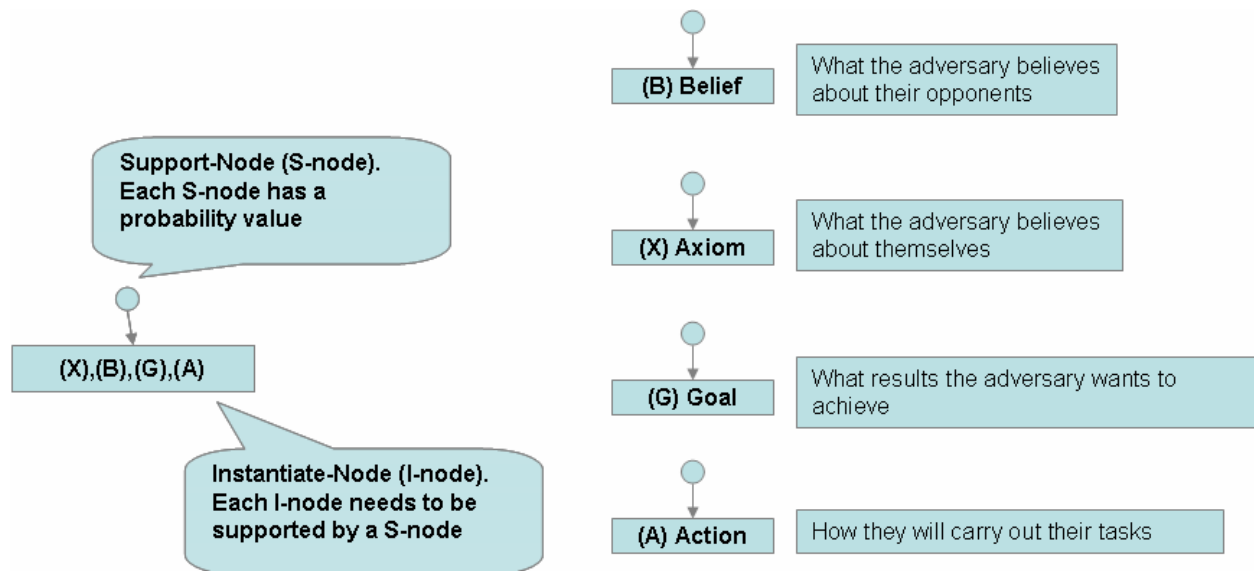 Support-Node (S-node).
Each S-node has a
probability value
(X),(B),(G),(A)
Instantiate-Node (I-node).
Each I-node needs to be
supported by a S-node
(B) Belief
What the adversary believes
about their opponents
(X) Axiom
What the adversary believes
about themselves
(G) Goal
What results the adversary wants to
achieve
(A) Action
How they will carry out their tasks